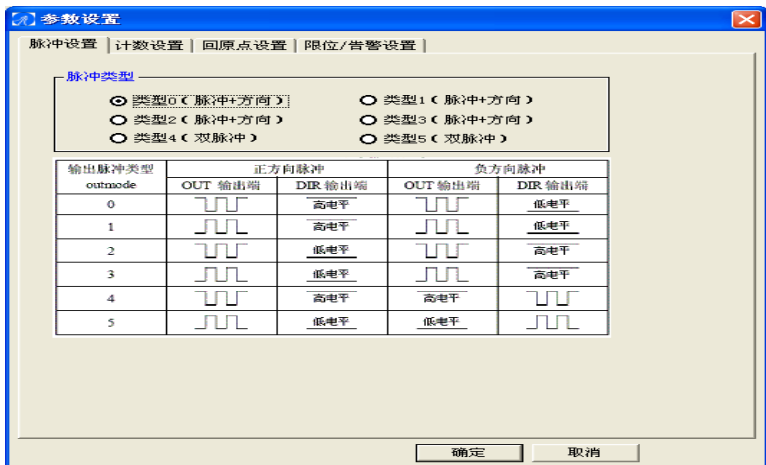 参数设置
脉冲设置 计数设置 回原点设置 限位/告警设置
脉冲类型
类型0(脉冲+方向) 类型1(脉冲+方向)
类型2(脉冲+方向) 类型3(脉冲+方向)
类型4(双脉冲) 类型5(双脉冲)
输出脉冲类型 正方向脉冲 负方向脉冲
outmode OUT 输出端 DIR 输出端 OUT 输出端 DIR 输出端
0 高电平 低电平
1 高电平 低电平
2 低电平 高电平
3 低电平 高电平
4 高电平 高电平
5 低电平 低电平
确定 取消